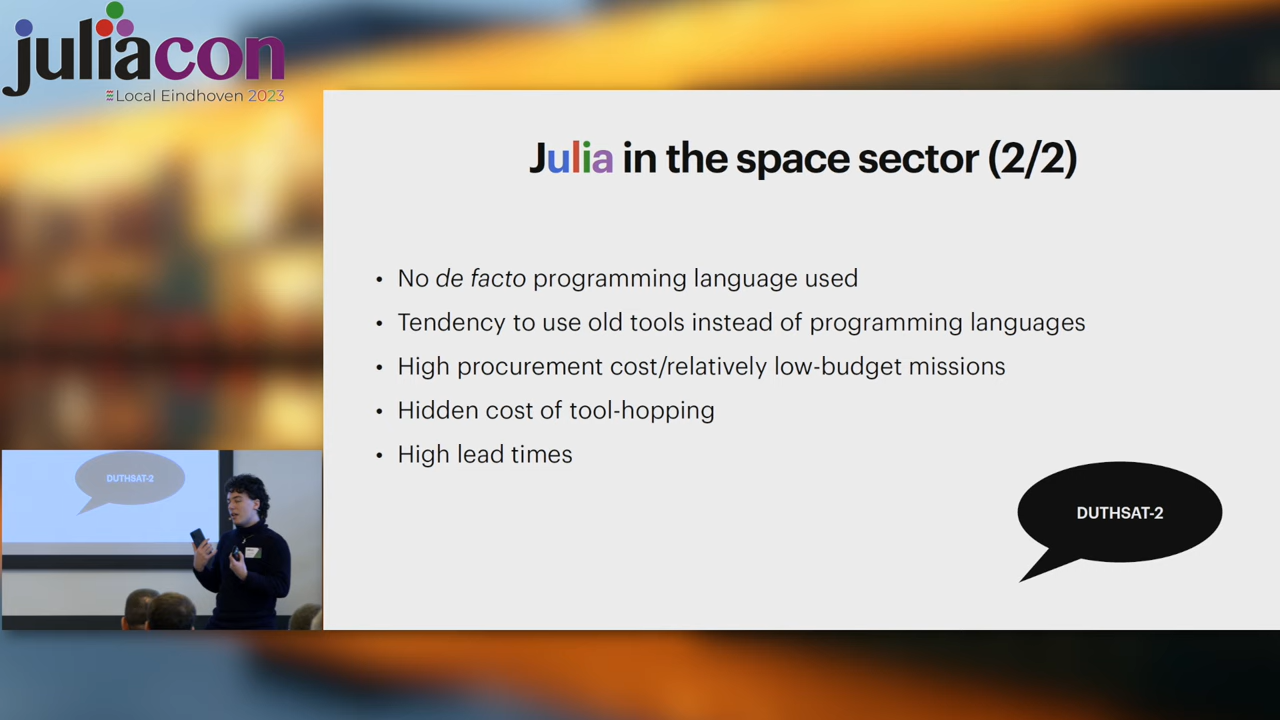 juliacon
Local Eindhoven 2023
Julia in the space sector (2/2)
• No de facto programming language used
• Tendency to use old tools instead of programming languages
• High procurement cost/relatively low-budget missions
• Hidden cost of tool-hopping
• High lead times
DUTHSAT-2
DUTHSAT-2